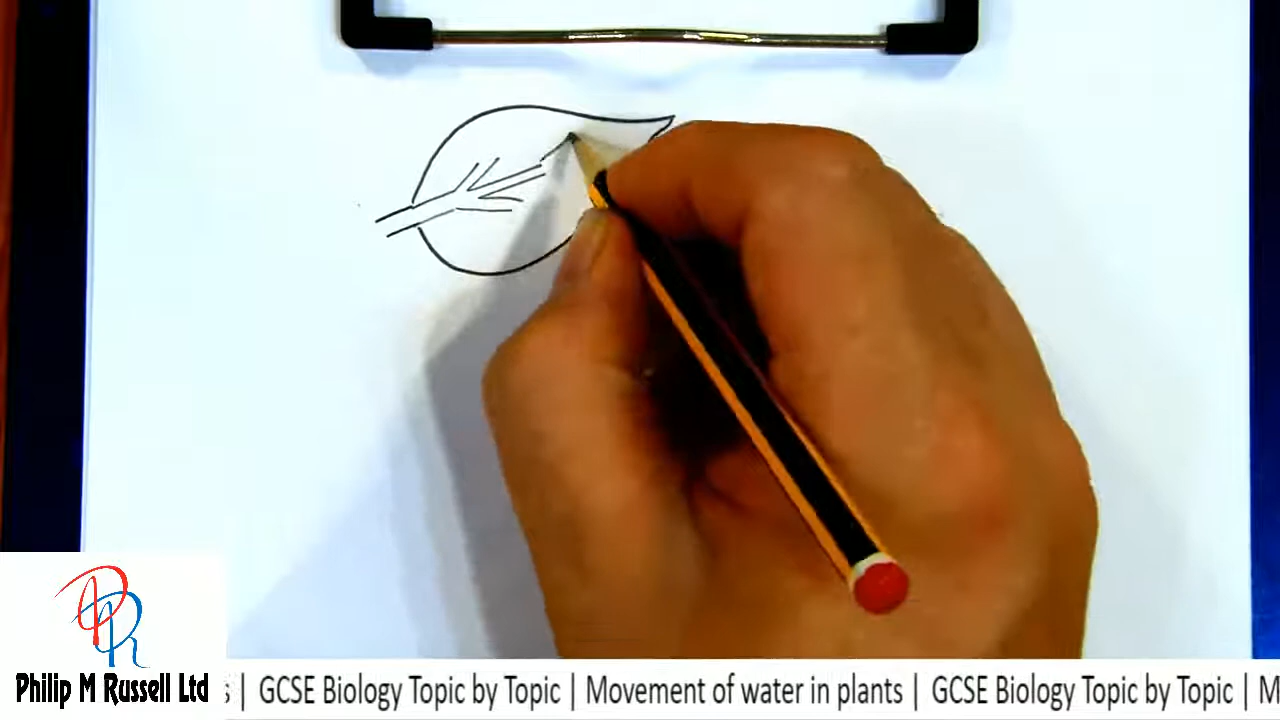 Philip M Russell Ltd
s | GCSE Biology Topic by Topic | Movement of water in plants | GCSE Biology Topic by Topic | M